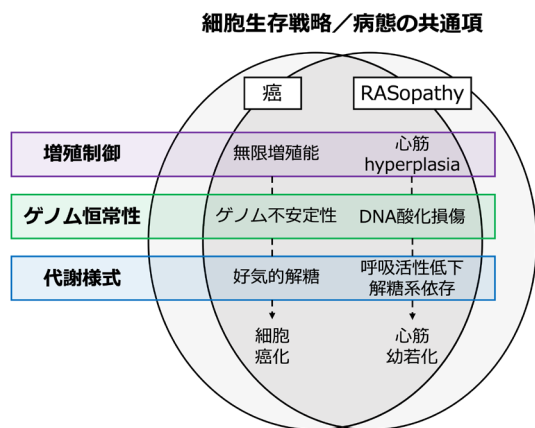 細胞生存戦略／病態の共通項
癌
RASopathy
増殖制御
無限増殖能
心筋
hyperplasia
ゲノム恒常性
ゲノム不安定性
DNA酸化損傷
代謝様式
好気的解糖
呼吸活性低下
解糖系依存
細胞
癌化
心筋
幼若化